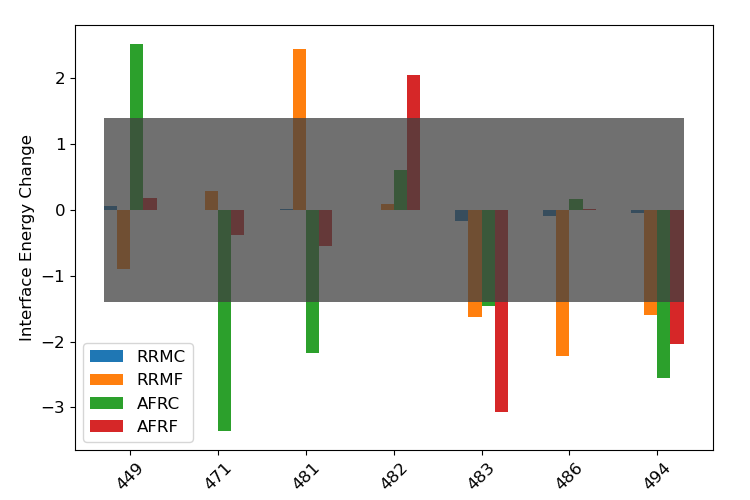 Interface Energy Change
2
1
0
−1
−2
−3
RRMC
RRMF
AFRC
AFRF
449
471
481
482
483
486
494